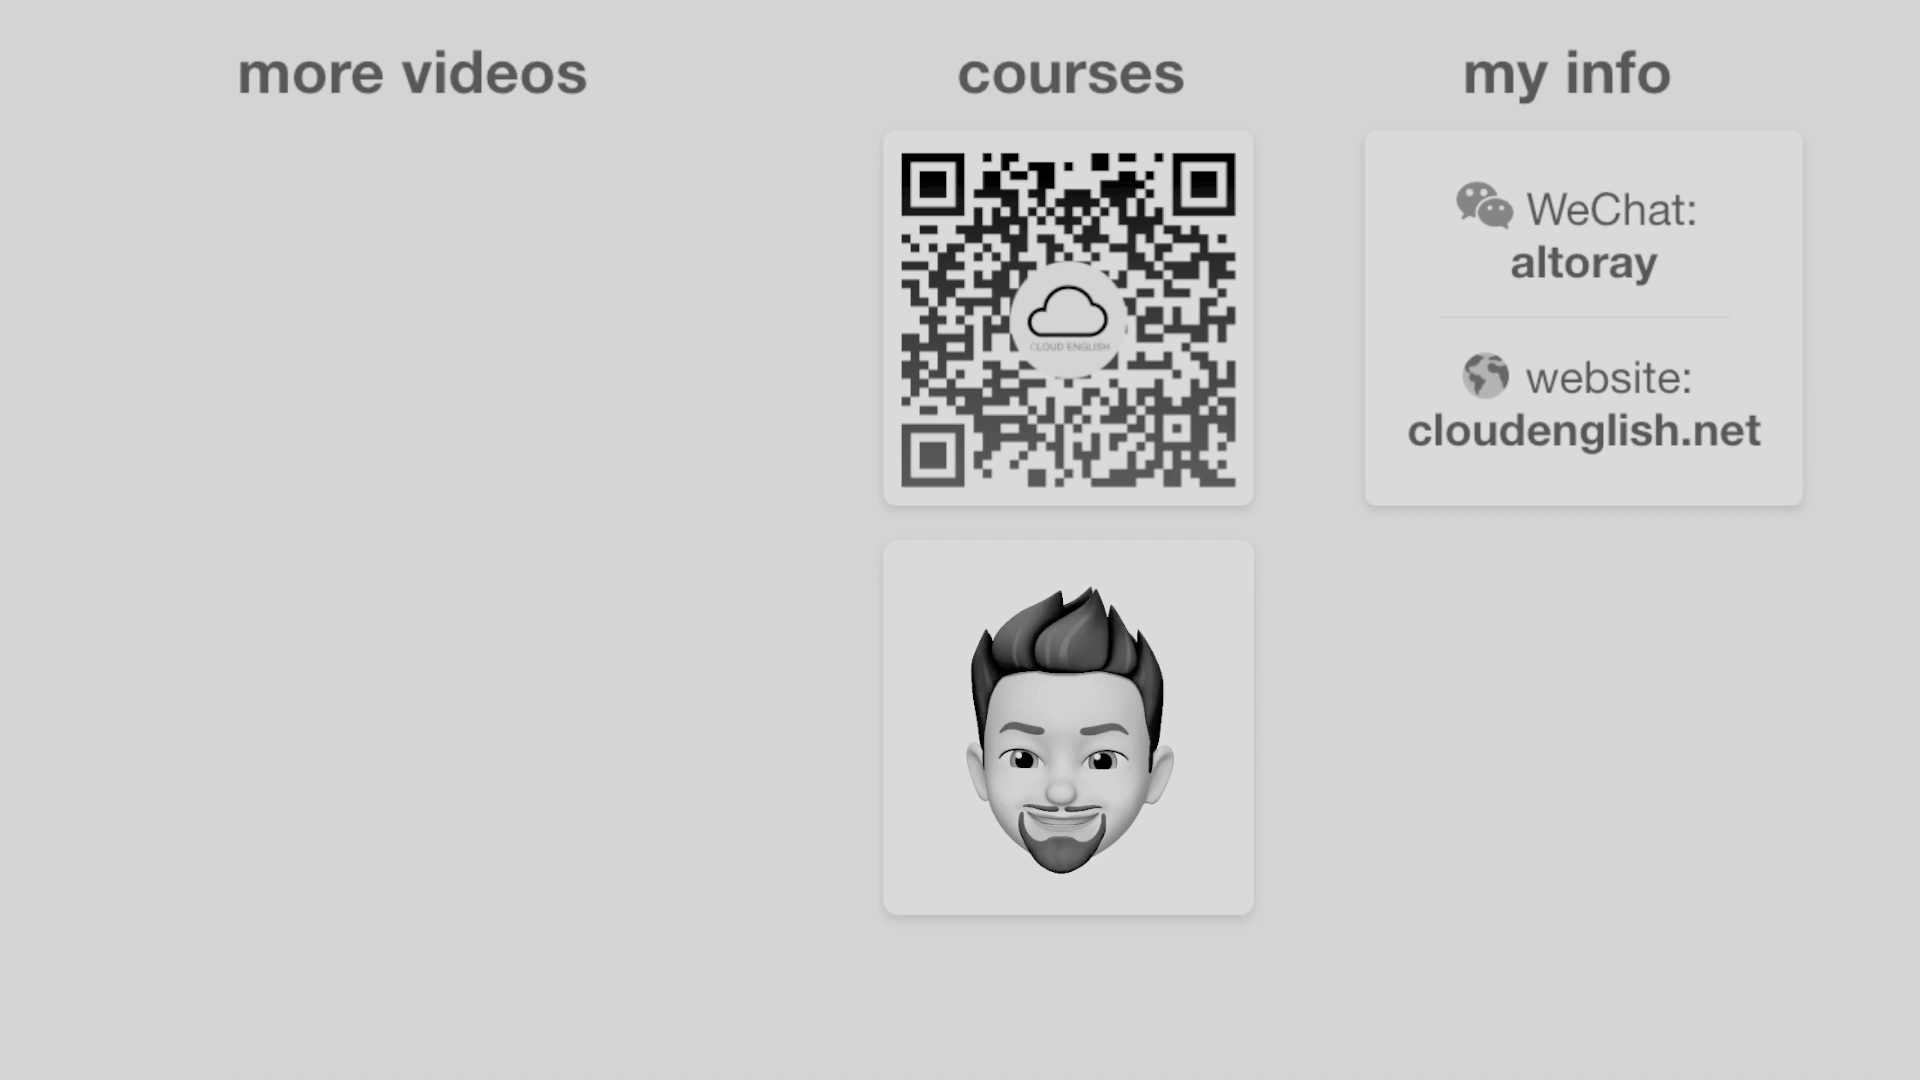 more videos
courses
CLOUD ENGLISH
my info
WeChat:
altoray
website:
cloudenglish.net